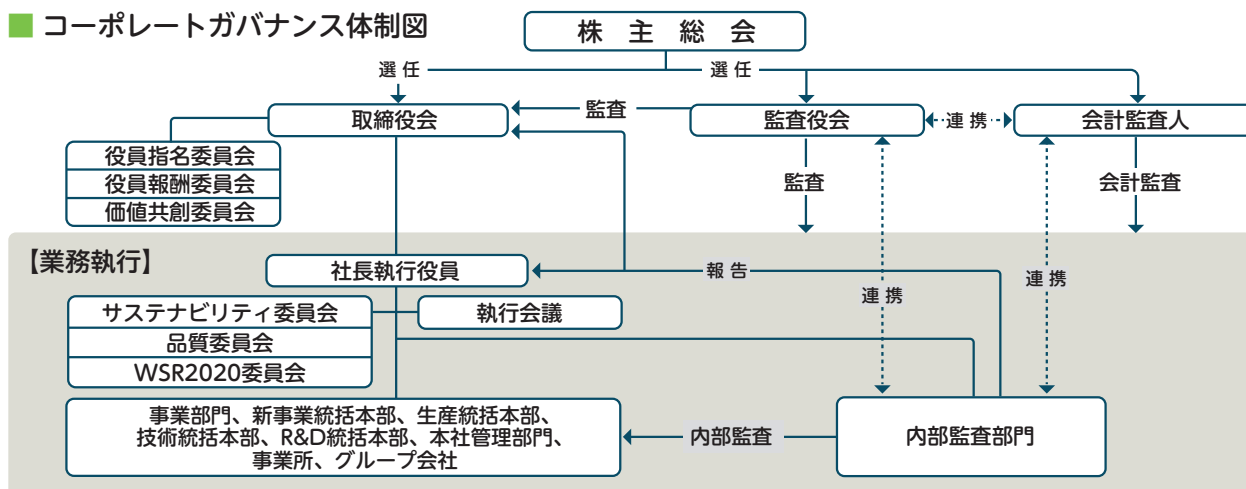 コーポレートガバナンス体制図
株 主 総 会
選 任
選 任
取締役会
監査
監査役会
連 携
会計監査人
役員指名委員会
役員報酬委員会
価値共創委員会
監査
会計監査
【業務執行】
社長執行役員
報 告
連 携
連 携
サステナビリティ委員会
執行会議
品質委員会
WSR2020委員会
事業部門、新事業統括本部、生産統括本部、
技術統括本部、R&D統括本部、本社管理部門、
事業所、グループ会社
内部監査
内部監査部門